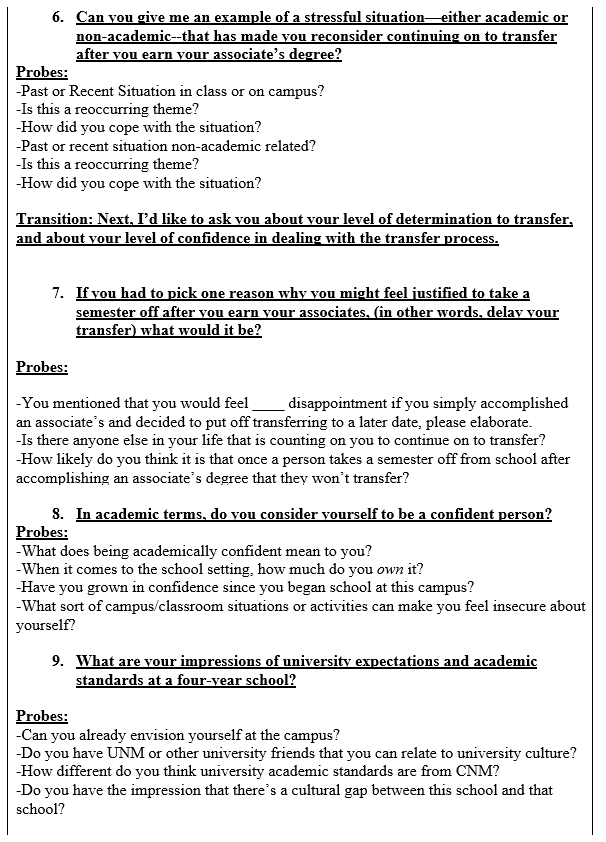 6. Can you give me an example of a stressful situation—either academic or
non-academic--that has made you reconsider continuing on to transfer
after you earn your associate's degree?
Probes:
-Past or Recent Situation in class or on campus?
-Is this a reoccurring theme?
-How did you cope with the situation?
-Past or recent situation non-academic related?
-Is this a reoccurring theme?
-How did you cope with the situation?
Transition: Next, I'd like to ask you about your level of determination to transfer,
and about your level of confidence in dealing with the transfer process.
7. If you had to pick one reason why you might feel justified to take a
semester off after you earn your associates, (in other words, delay your
transfer) what would it be?
Probes:
-You mentioned that you would feel ____ disappointment if you simply accomplished
an associate's and decided to put off transferring to a later date, please elaborate.
-Is there anyone else in your life that is counting on you to continue on to transfer?
-How likely do you think it is that once a person takes a semester off from school after
accomplishing an associate's degree that they won't transfer?
8. In academic terms, do you consider yourself to be a confident person?
Probes:
-What does being academically confident mean to you?
-When it comes to the school setting, how much do you own it?
-Have you grown in confidence since you began school at this campus?
-What sort of campus/classroom situations or activities can make you feel insecure about
yourself?
9. What are your impressions of university expectations and academic
standards at a four-year school?
Probes:
-Can you already envision yourself at the campus?
-Do you have UNM or other university friends that you can relate to university culture?
-How different do you think university academic standards are from CNM?
-Do you have the impression that there's a cultural gap between this school and that
school?